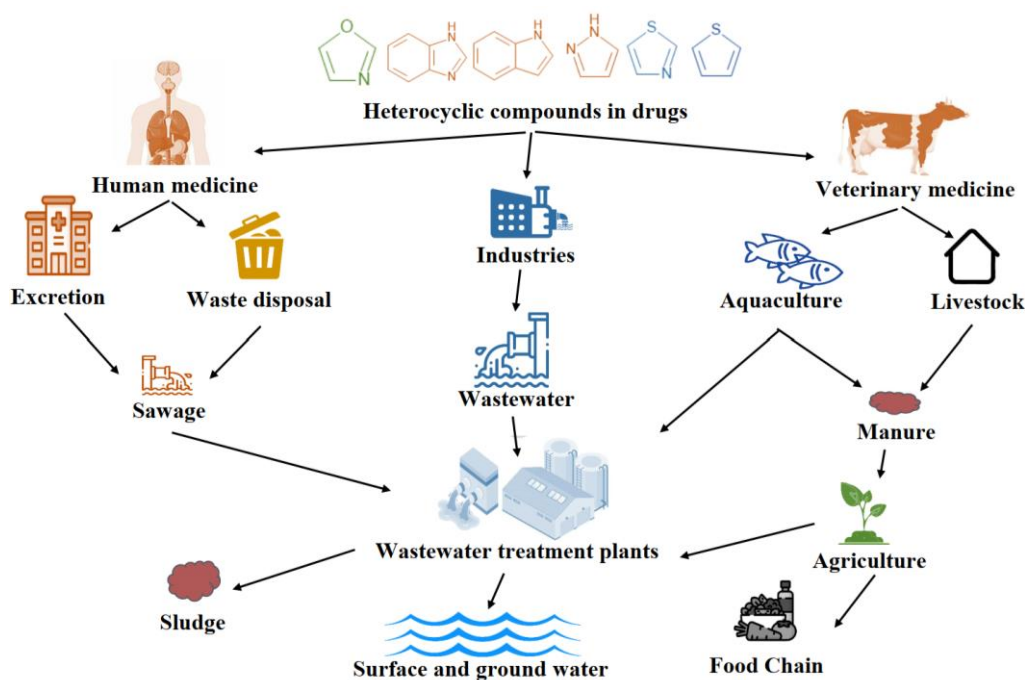 O
N
H
N
N
H
N
H
N
N
S
N
S
Heterocyclic compounds in drugs
Human medicine
Veterinary medicine
Excretion
Waste disposal
Industries
Aquaculture
Livestock
Sawage
Wastewater
Manure
Wastewater treatment plants
Agriculture
Sludge
Surface and ground water
Food Chain